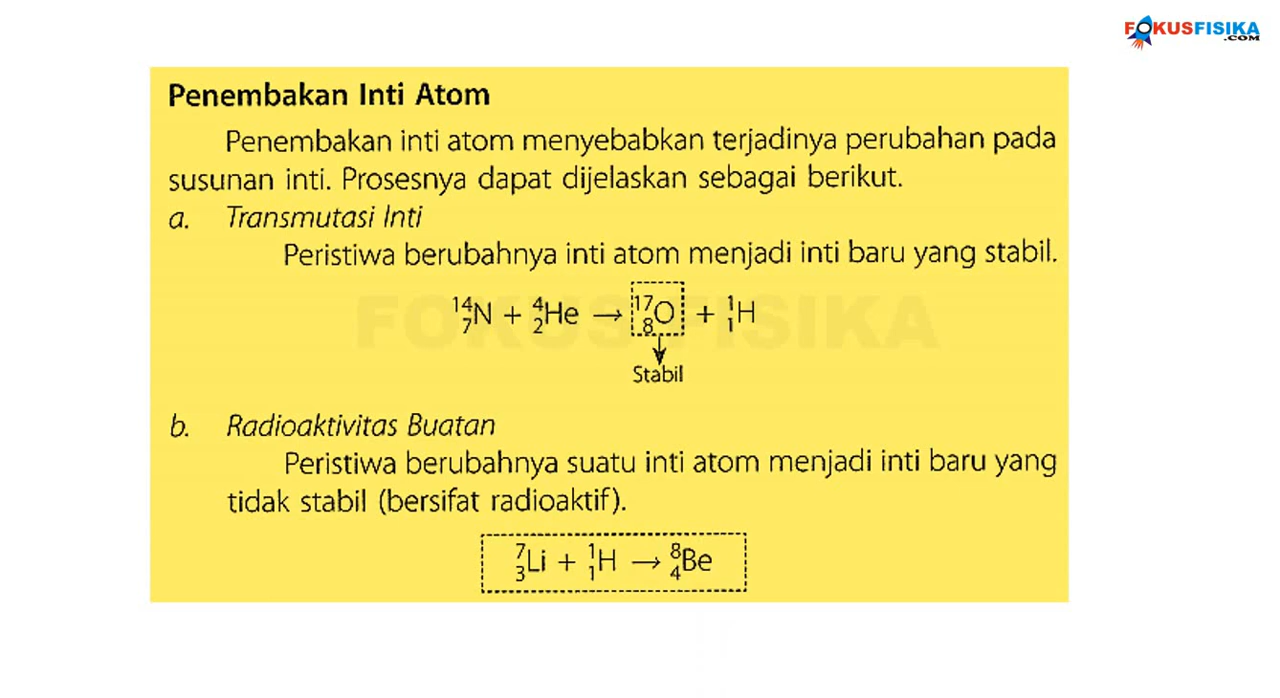 FOKUSFISIKA
.COM
Penembakan Inti Atom
Penembakan inti atom menyebabkan terjadinya perubahan pada
susunan inti. Prosesnya dapat dijelaskan sebagai berikut.
a. Transmutasi Inti
Peristiwa berubahnya inti atom menjadi inti baru yang stabil.
¹⁴₇N + ⁴₂He → ¹⁷₈O + ¹₁H
Stabil
FOKUSFISIKA
b. Radioaktivitas Buatan
Peristiwa berubahnya suatu inti atom menjadi inti baru yang
tidak stabil (bersifat radioaktif).
⁷₃Li + ¹₁H → ⁸₄Be